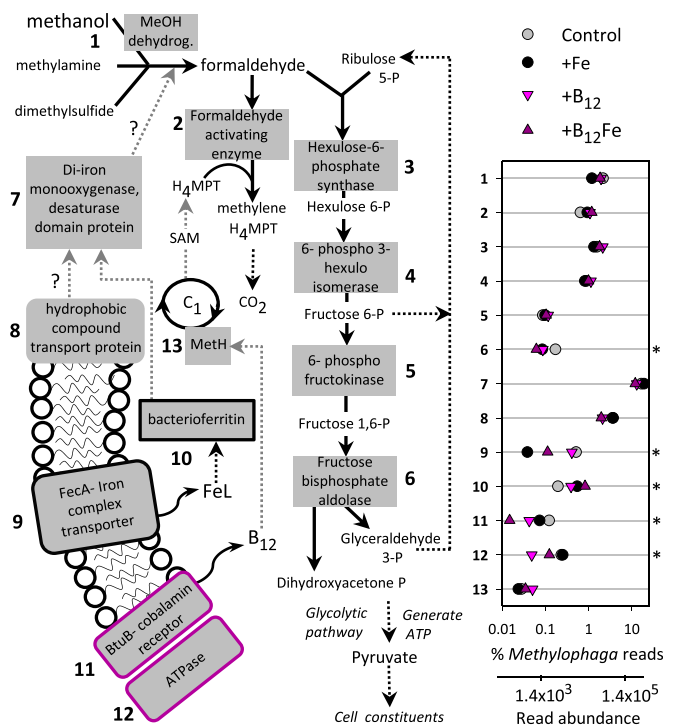 methanol
1
MeOH
dehydrog.
methylamine
dimethylsulfide
formaldehyde
Ribulose
5-P
?
2
Formaldehyde
activating
enzyme
3
Hexulose-6-
phosphate
synthase
7
Di-iron
monooxygenase,
desaturase
domain protein
H4MPT
methylene
H4MPT
Hexulose 6-P
SAM
?
4
6- phospho 3-
hexulo
isomerase
CO2
C1
8
hydrophobic
compound
transport protein
13
MetH
Fructose 6-P
5
6- phospho
fructokinase
bacterioferritin
10
Fructose 1,6-P
9
FecA- Iron
complex
transporter
FeL
6
Fructose
bisphosphate
aldolase
B12
Glyceraldehyde
3-P
Dihydroxyacetone P
11
BtuB- cobalamin
receptor
12
ATPase
Glycolytic
pathway
Generate
ATP
Pyruvate
Cell constituents
Control
+Fe
+B12
+B12Fe
1
2
3
4
5
6 *
7
8
9 *
10 *
11 *
12 *
13
0.01 0.1 1 10
% Methylophaga reads
1.4x10³ 1.4x10⁵
Read abundance